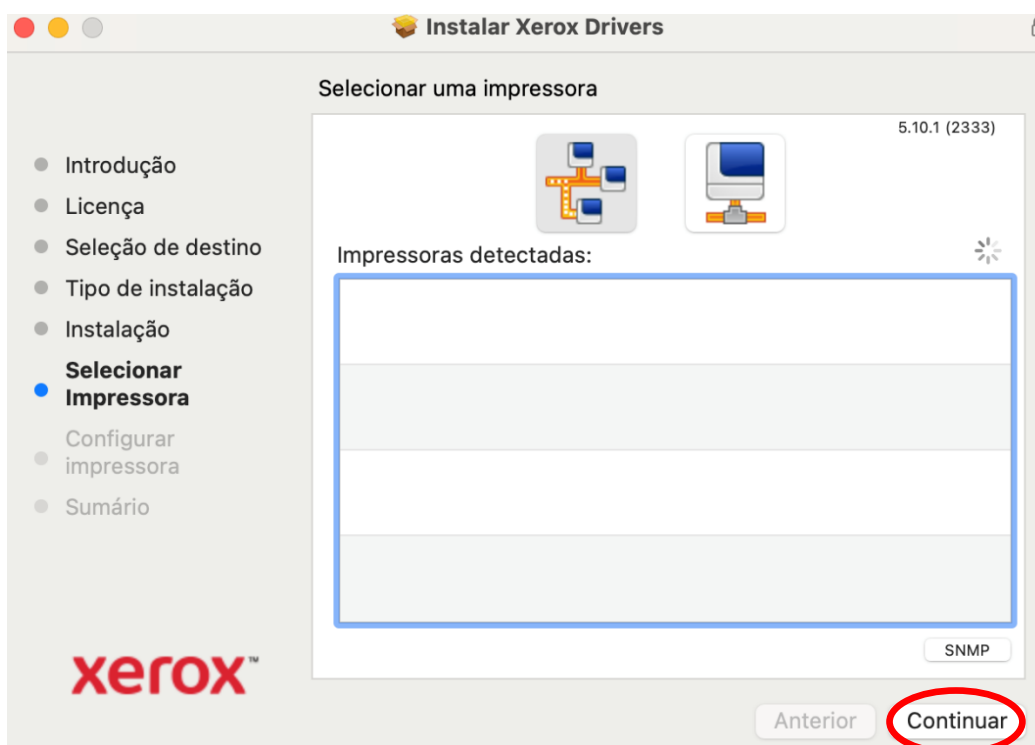 Instalar Xerox Drivers
Selecionar uma impressora
5.10.1 (2333)
Introdução
Licença
Seleção de destino
Tipo de instalação
Instalação
Selecionar
Impressora
Configurar
impressora
Sumário
Impressoras detectadas:
SNMP
xerox™
Anterior
Continuar